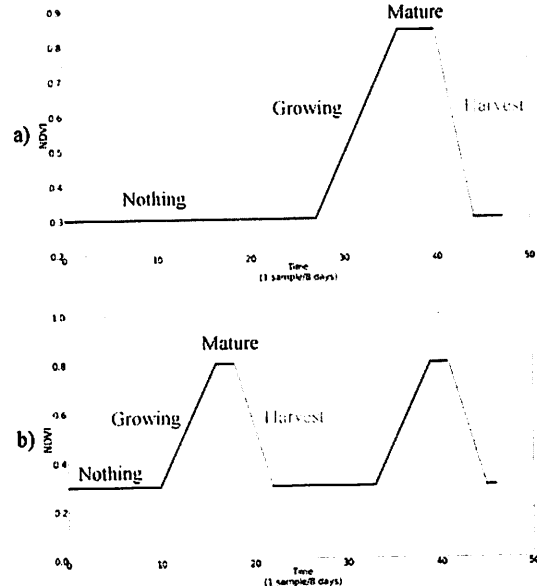 Mature
0.9
0.8
0.7
Growing
Harvest
a)
NDVI
0.6
0.5
0.4
Nothing
0.3
0.2
0 10 20 30 40 50
Time
(1 sample/8 days)
1.0
Mature
0.8
Growing
Harvest
b)
NDVI
0.6
0.4
Nothing
0.2
0.0 10 20 30 40 50
Time
(1 sample/8 days)